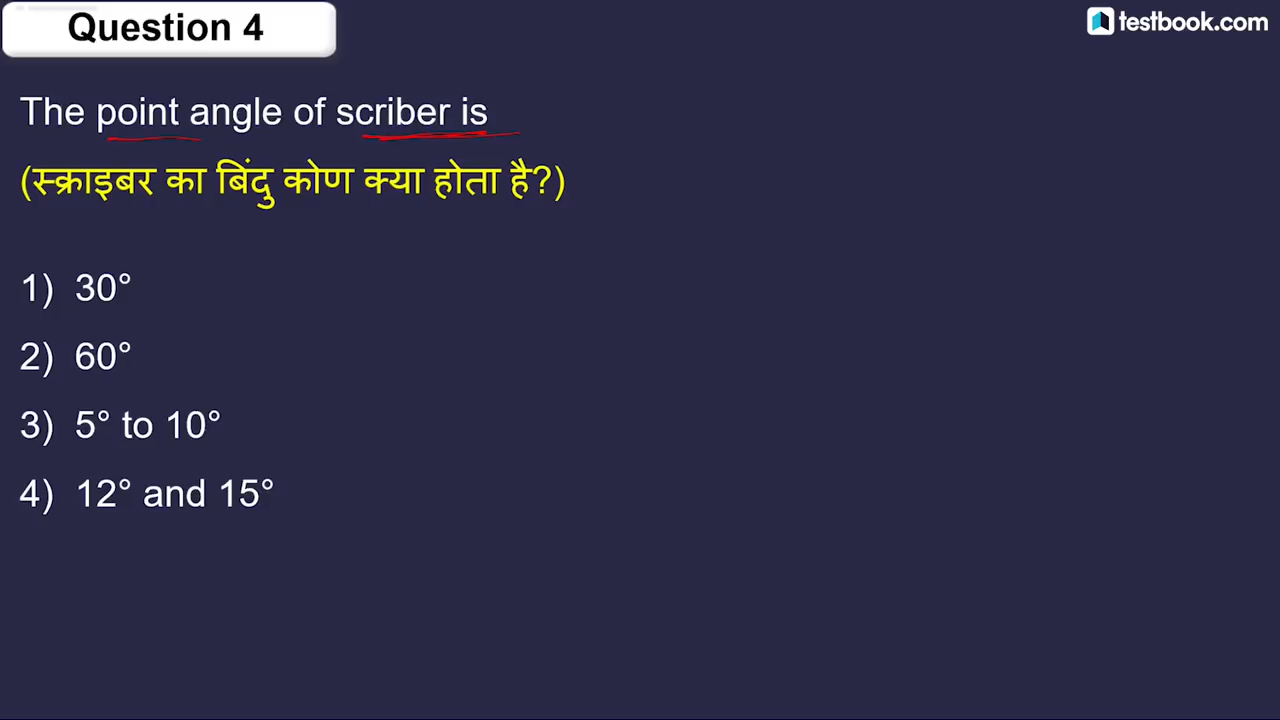 Question 4
testbook.com
The point angle of scriber is
(स्क्राइबर का बिंदु कोण क्या होता है?)
1) 30°
2) 60°
3) 5° to 10°
4) 12° and 15°